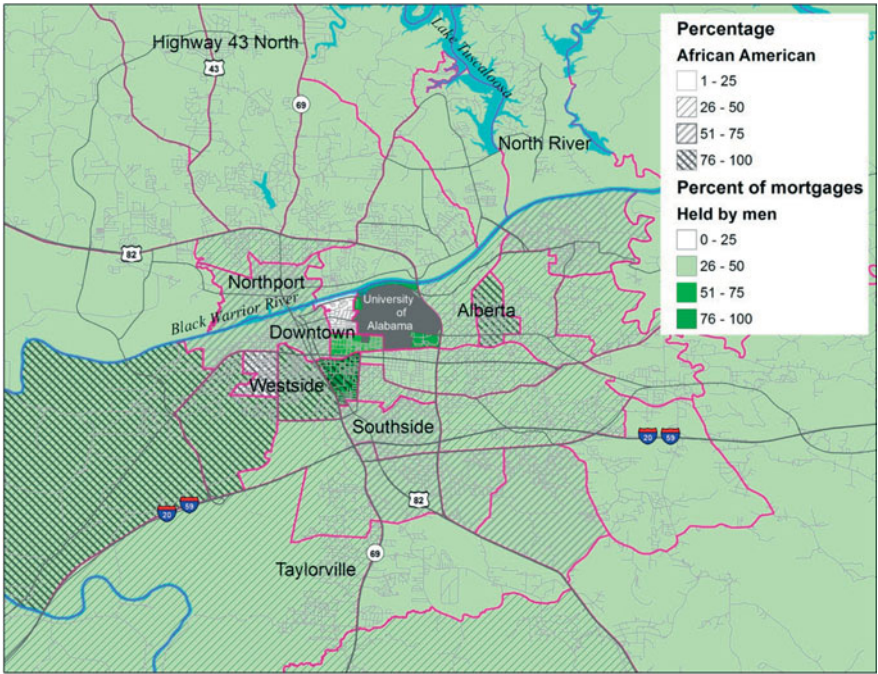 Highway 43 North
43
69
Lake Tuscaloosa
North River
82
Northport
Black Warrior River
University
of
Alabama
Alberta
Downtown
Westside
Southside
20 59
20 59
82
69
Taylorville
Percentage
African American
1 - 25
26 - 50
51 - 75
76 - 100
Percent of mortgages
Held by men
0 - 25
26 - 50
51 - 75
76 - 100